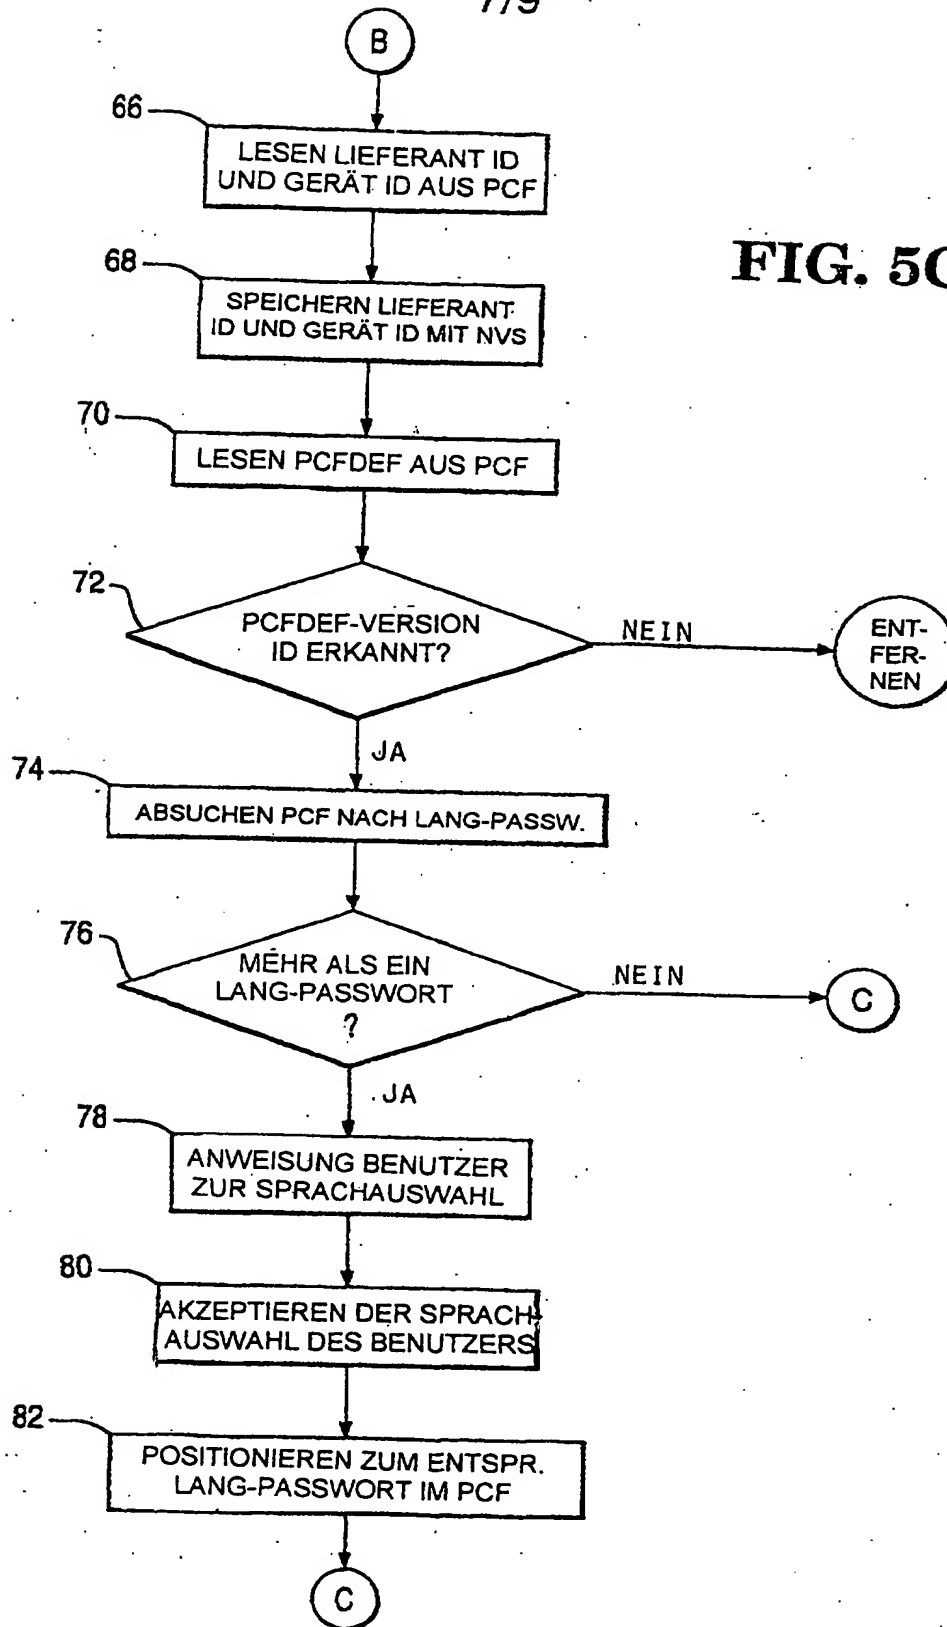 7/9
B
66
LESEN LIEFERANT ID
UND GERÄT ID AUS PCF
FIG. 5C
68
SPEICHERN LIEFERANT
ID UND GERÄT ID MIT NVS
70
LESEN PCFDEF AUS PCF
72
PCFDEF-VERSION
ID ERKANNT?
NEIN
ENT-
FER-
NEN
JA
74
ABSUCHEN PCF NACH LANG-PASSW.
76
MEHR ALS EIN
LANG-PASSWORT
?
NEIN
C
JA
78
ANWEISUNG BENUTZER
ZUR SPRACHAUSWAHL
80
AKZEPTIEREN DER SPRACH-
AUSWAHL DES BENUTZERS
82
POSITIONIEREN ZUM ENTSPR.
LANG-PASSWORT IM PCF
C